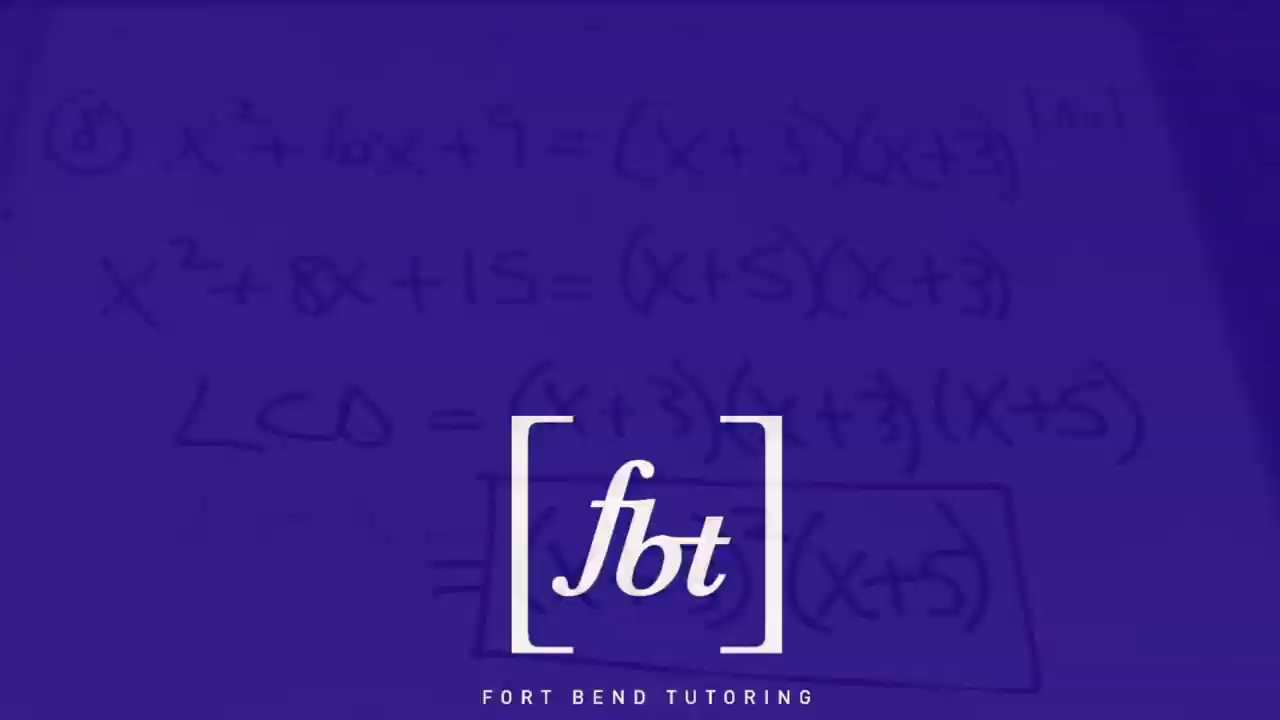 ⑧ x² + 6x + 9 = (x+3)(x+3)
x² + 8x + 15 = (x+5)(x+3)
LCD = (x+3)(x+3)(x+5)
= (x+3)²(x+5)
fbt
FORT BEND TUTORING